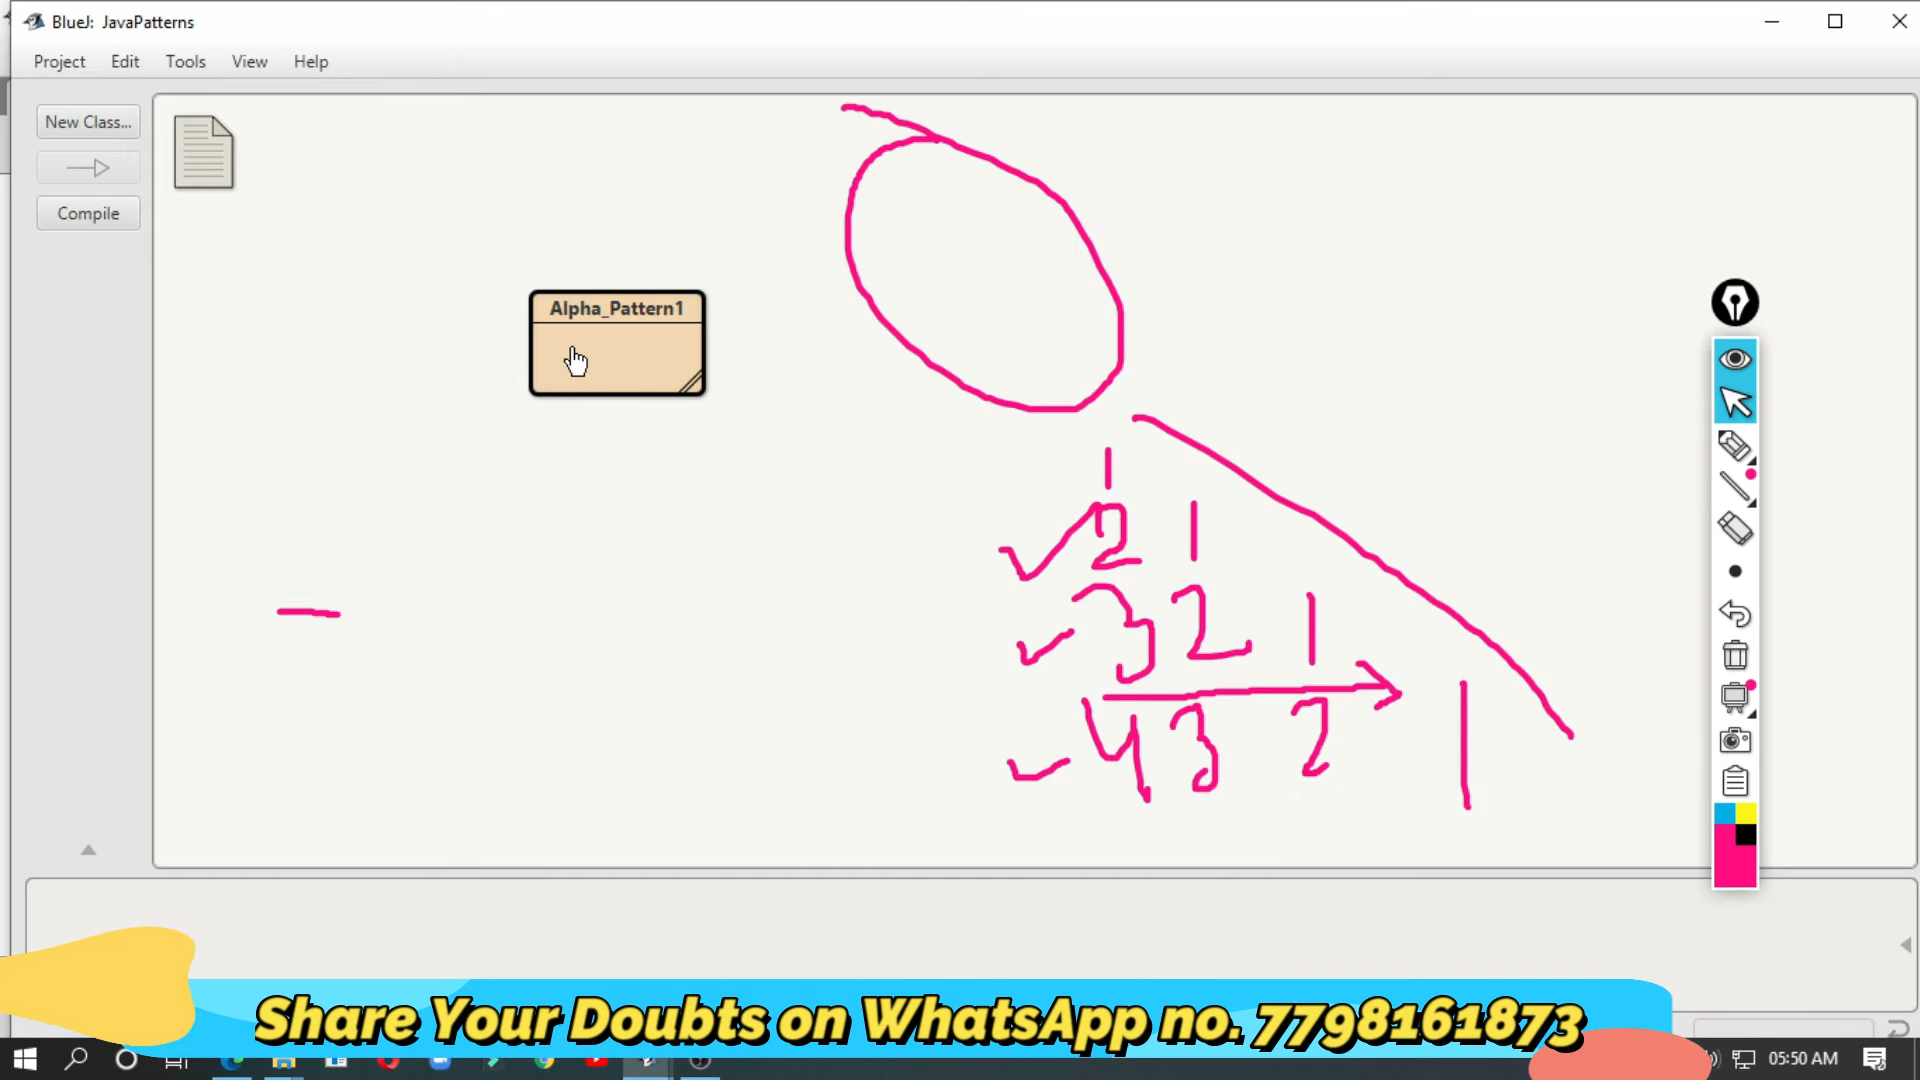 BlueJ: JavaPatterns
Project Edit Tools View Help
New Class...
Compile
Alpha_Pattern1
1
2 1
3 2 1
4 3 2 1
Share Your Doubts on WhatsApp no. 7798161873
05:50 AM